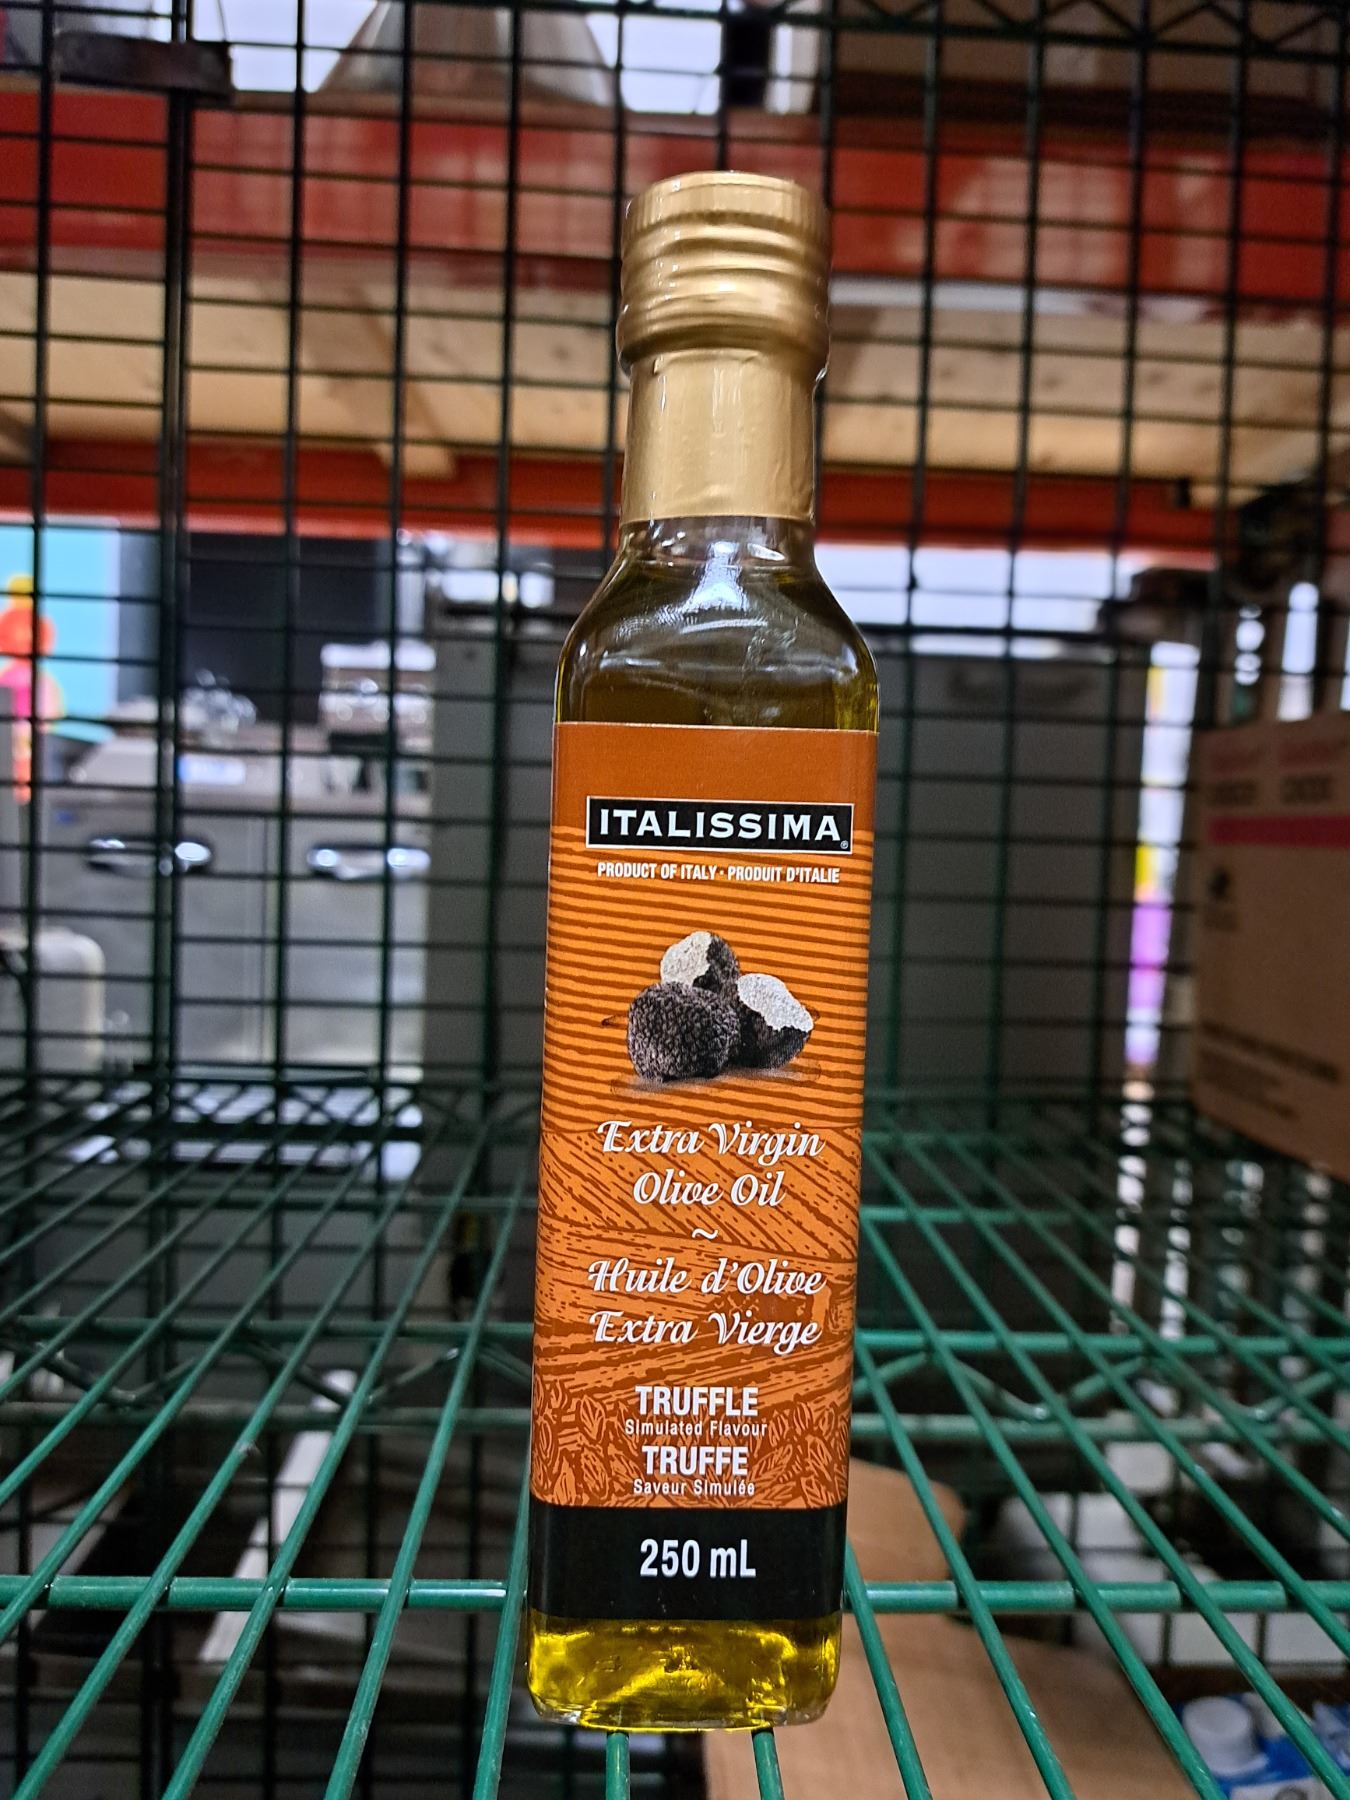 ITALISSIMA®
PRODUCT OF ITALY · PRODUIT D'ITALIE
Extra Virgin
Olive Oil
~
Huile d'Olive
Extra Vierge
TRUFFLE
Simulated Flavour
TRUFFE
Saveur Simulée
250 mL